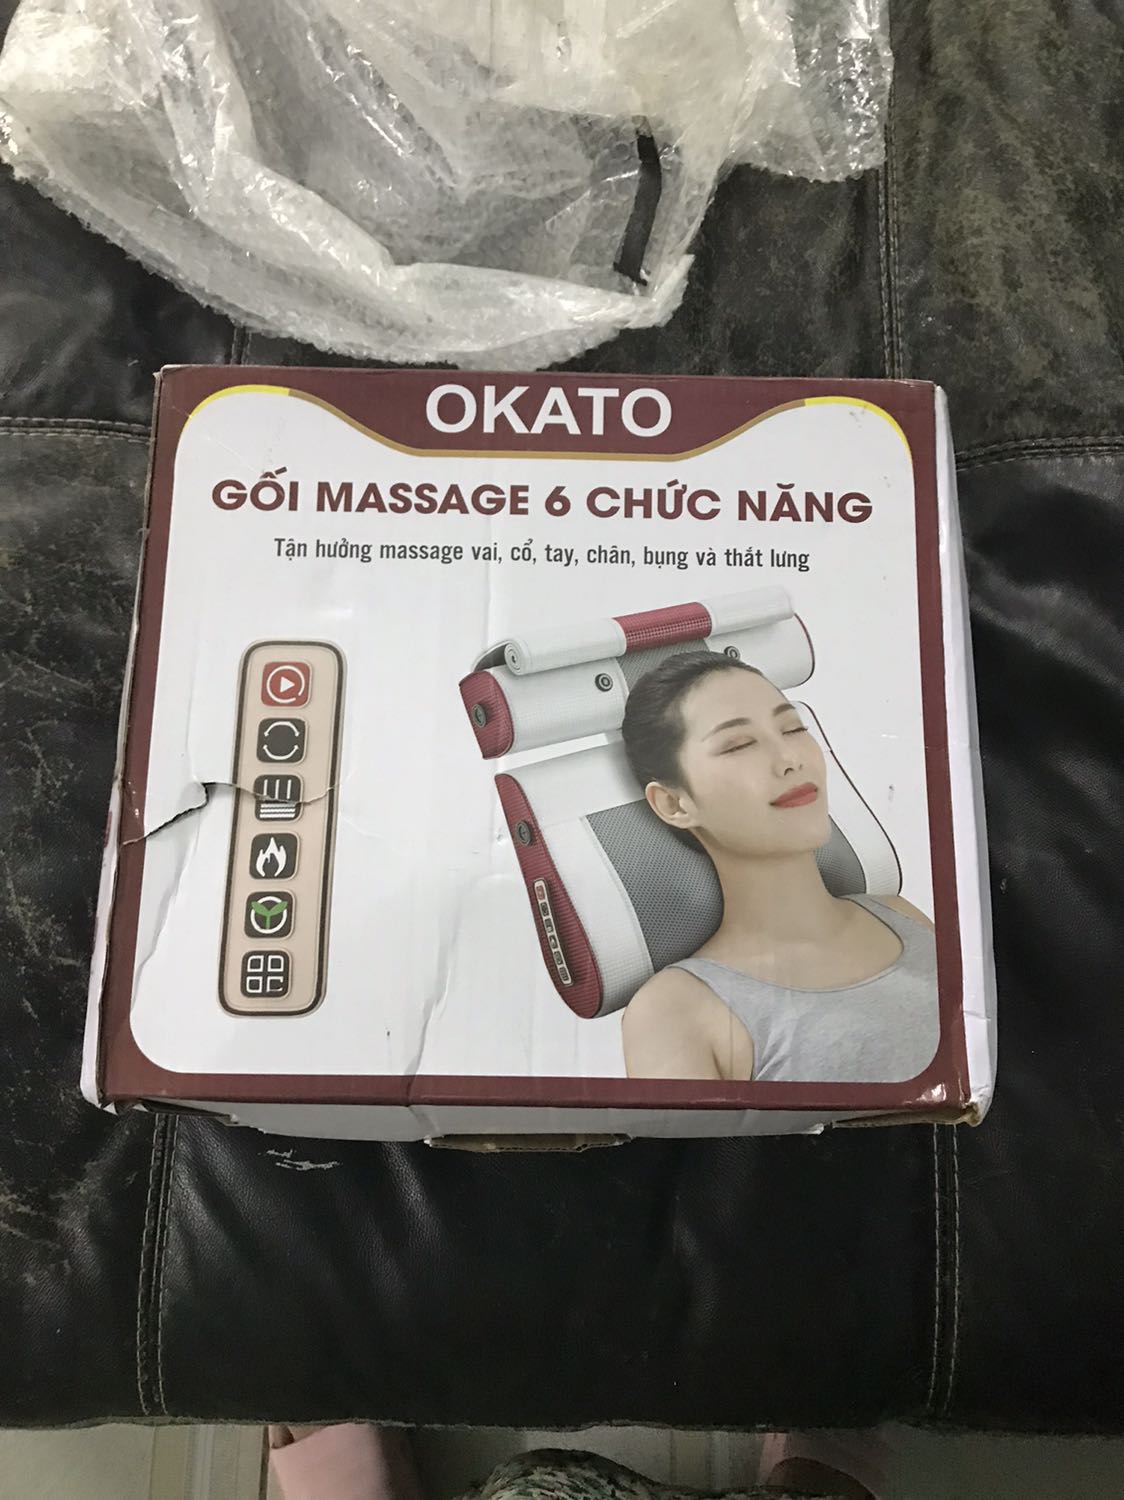 OKATO
GỐI MASSAGE 6 CHỨC NĂNG
Tận hưởng massage vai, cổ, tay, chân, bụng và thắt lưng